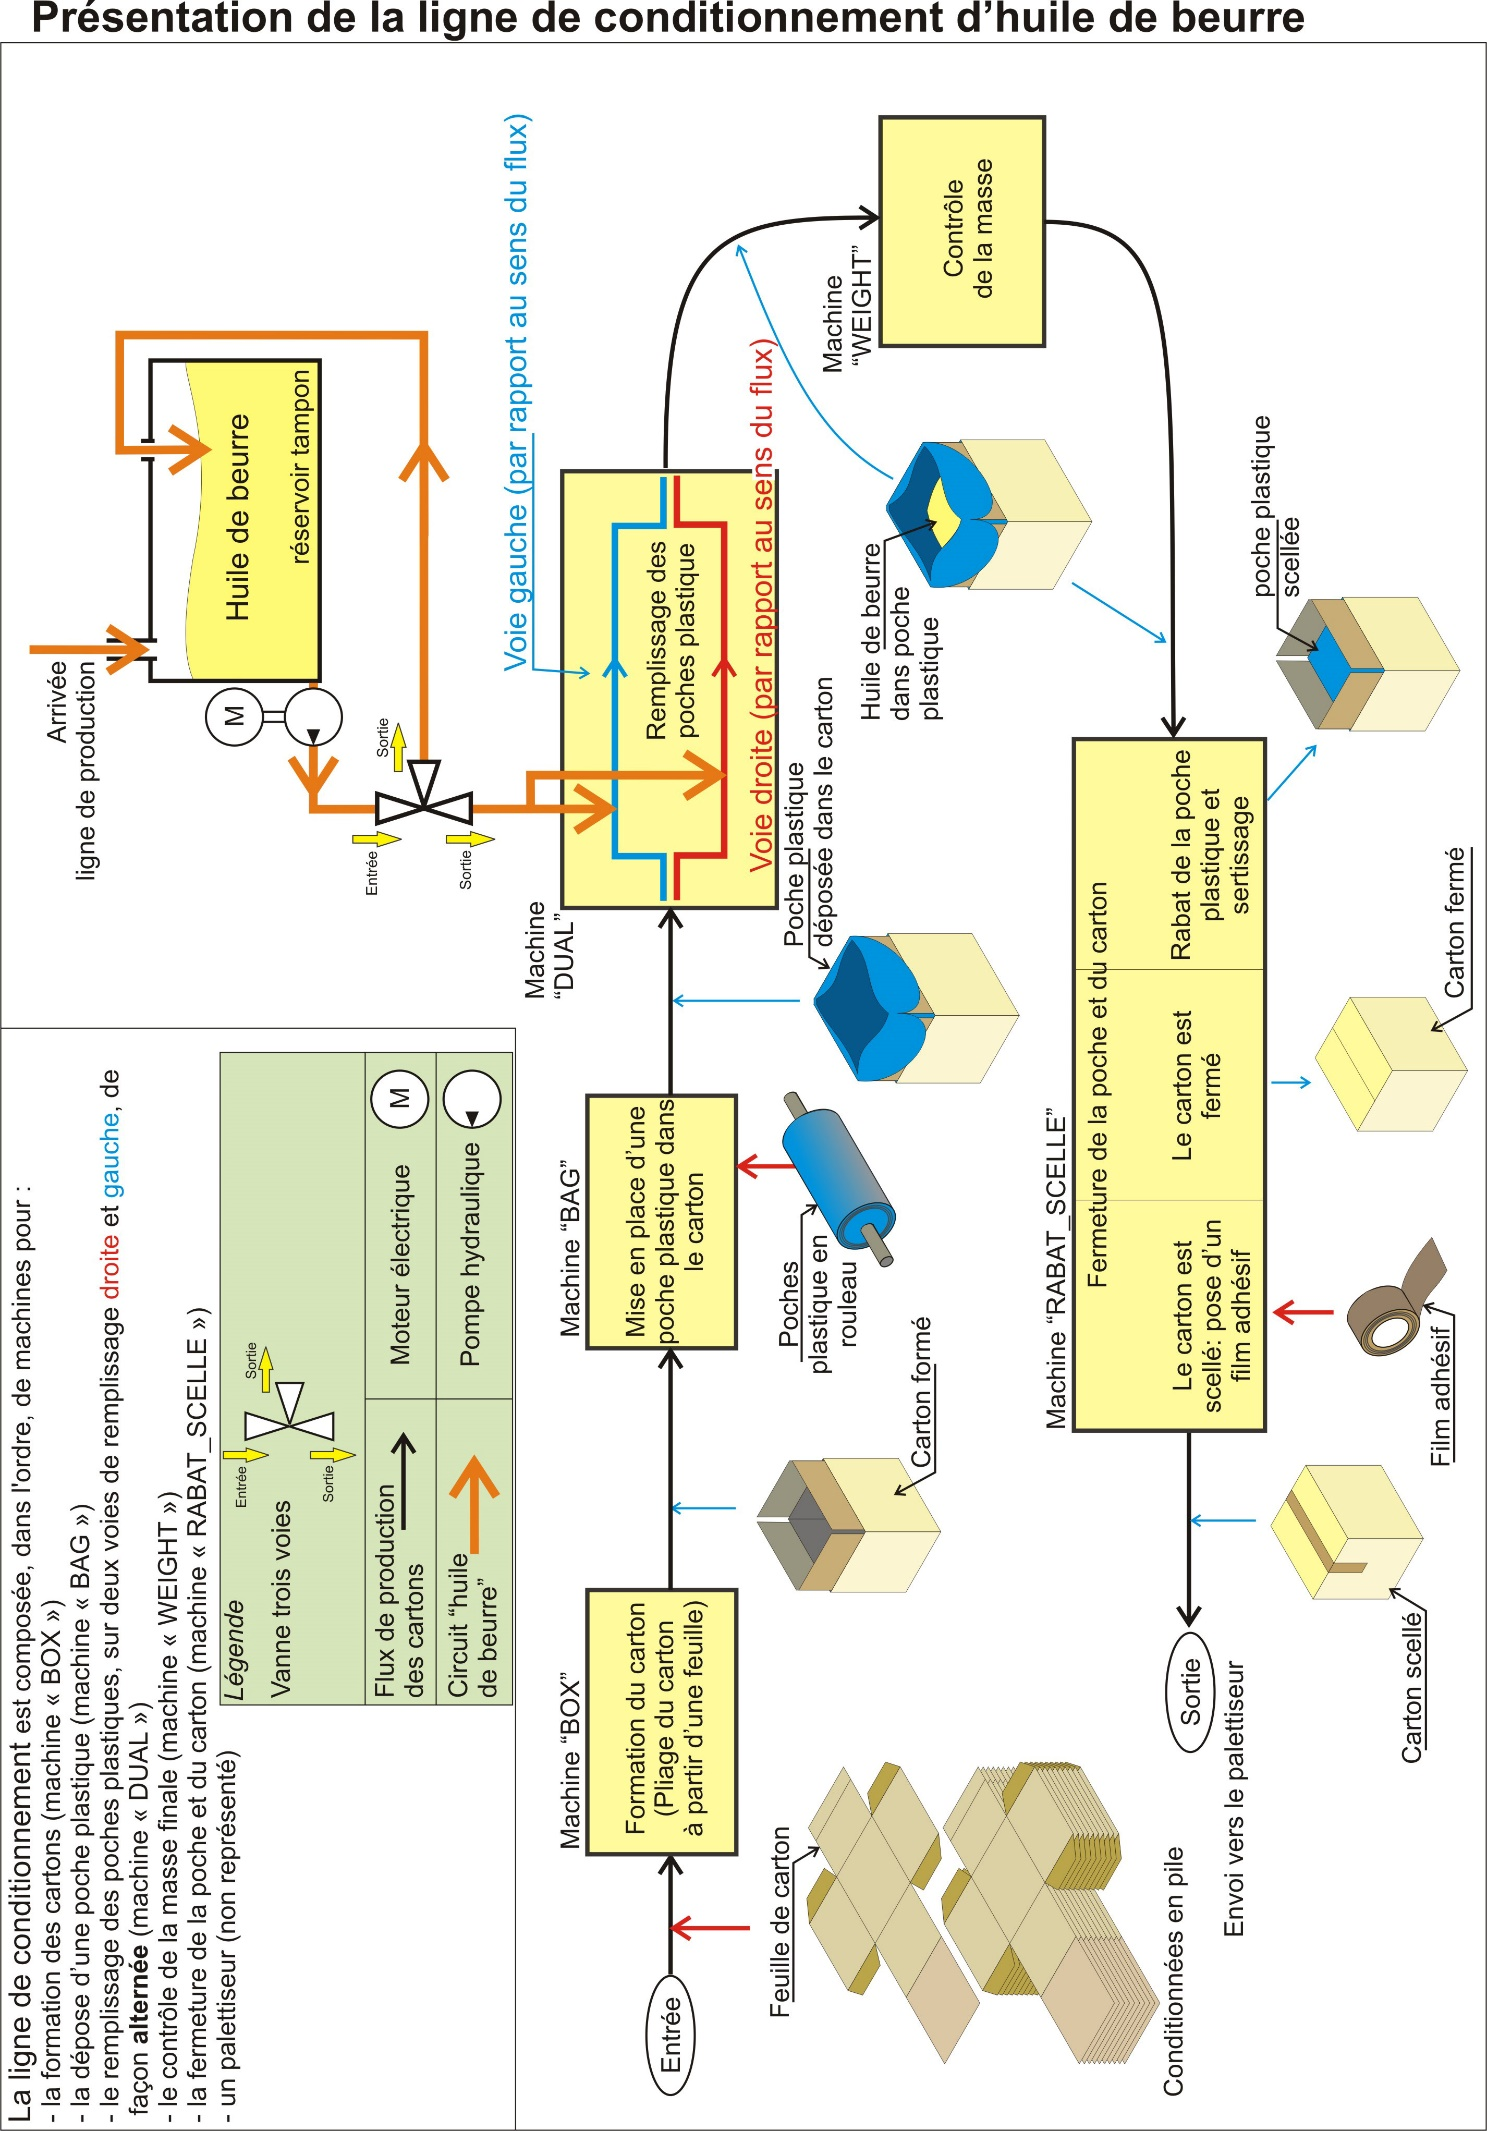 Présentation de la ligne de conditionnement d’huile de beurre
La ligne de conditionnement est composée, dans l'ordre, de machines pour :
- la formation des cartons (machine « BOX »)
- la dépose d’une poche plastique (machine « BAG »)
- le remplissage des poches plastiques, sur deux voies de remplissage droite et gauche, de
façon alternée (machine « DUAL »)
- le contrôle de la masse finale (machine « WEIGHT »)
- la fermeture de la poche et du carton (machine « RABAT_SCELLE »)
- un palettiseur (non représenté)
Légende
Vanne trois voies
Entrée
Sortie
Sortie
Flux de production
des cartons
Moteur électrique
M
Circuit “huile
de beurre”
Pompe hydraulique
Arrivée
ligne de production
Huile de beurre
réservoir tampon
M
Entrée
Sortie
Sortie
Voie gauche (par rapport au sens du flux)
Machine
“DUAL”
Remplissage des
poches plastique
Voie droite (par rapport au sens du flux)
Machine “BOX”
Formation du carton
(Pliage du carton
à partir d’une feuille)
Machine “BAG”
Mise en place d’une
poche plastique dans
le carton
Entrée
Feuille de carton
Conditionnées en pile
Carton formé
Poches
plastique en
rouleau
Poche plastique
déposée dans le carton
Huile de beurre
dans poche
plastique
Machine
“WEIGHT”
Contrôle
de la masse
Machine “RABAT_SCELLE”
Fermeture de la poche et du carton
Rabat de la poche
plastique et
sertissage
Le carton est
fermé
Le carton est
scellé: pose d’un
film adhésif
poche plastique
scellée
Carton fermé
Film adhésif
Carton scellé
Sortie
Envoi vers le palettiseur